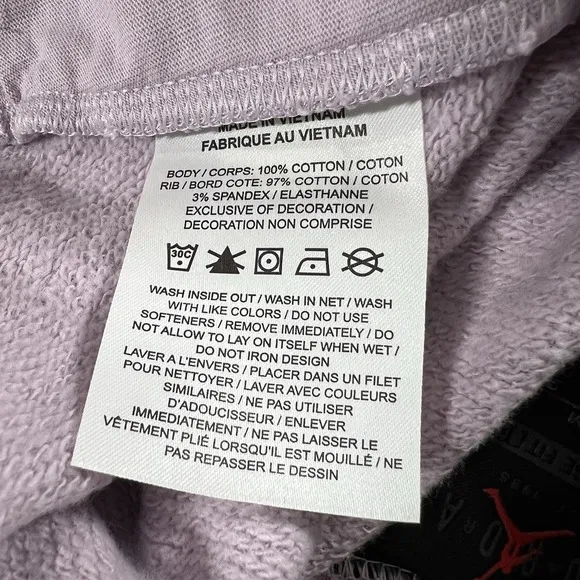 MADE IN VIETNAM
FABRIQUE AU VIETNAM
BODY / CORPS: 100% COTTON / COTON
RIB / BORD COTE: 97% COTTON / COTON
3% SPANDEX / ELASTHANNE
EXCLUSIVE OF DECORATION /
DECORATION NON COMPRISE
30C
WASH INSIDE OUT / WASH IN NET / WASH
WITH LIKE COLORS / DO NOT USE
SOFTENERS / REMOVE IMMEDIATELY / DO
NOT ALLOW TO LAY ON ITSELF WHEN WET /
DO NOT IRON DESIGN
LAVER A L'ENVERS / PLACER DANS UN FILET
POUR NETTOYER / LAVER AVEC COULEURS
SIMILAIRES / NE PAS UTILISER
D'ADOUCISSEUR / ENLEVER
IMMEDIATEMENT / NE PAS LAISSER LE
VÊTEMENT PLIÉ LORSQU'IL EST MOUILLÉ / NE
PAS REPASSER LE DESSIN